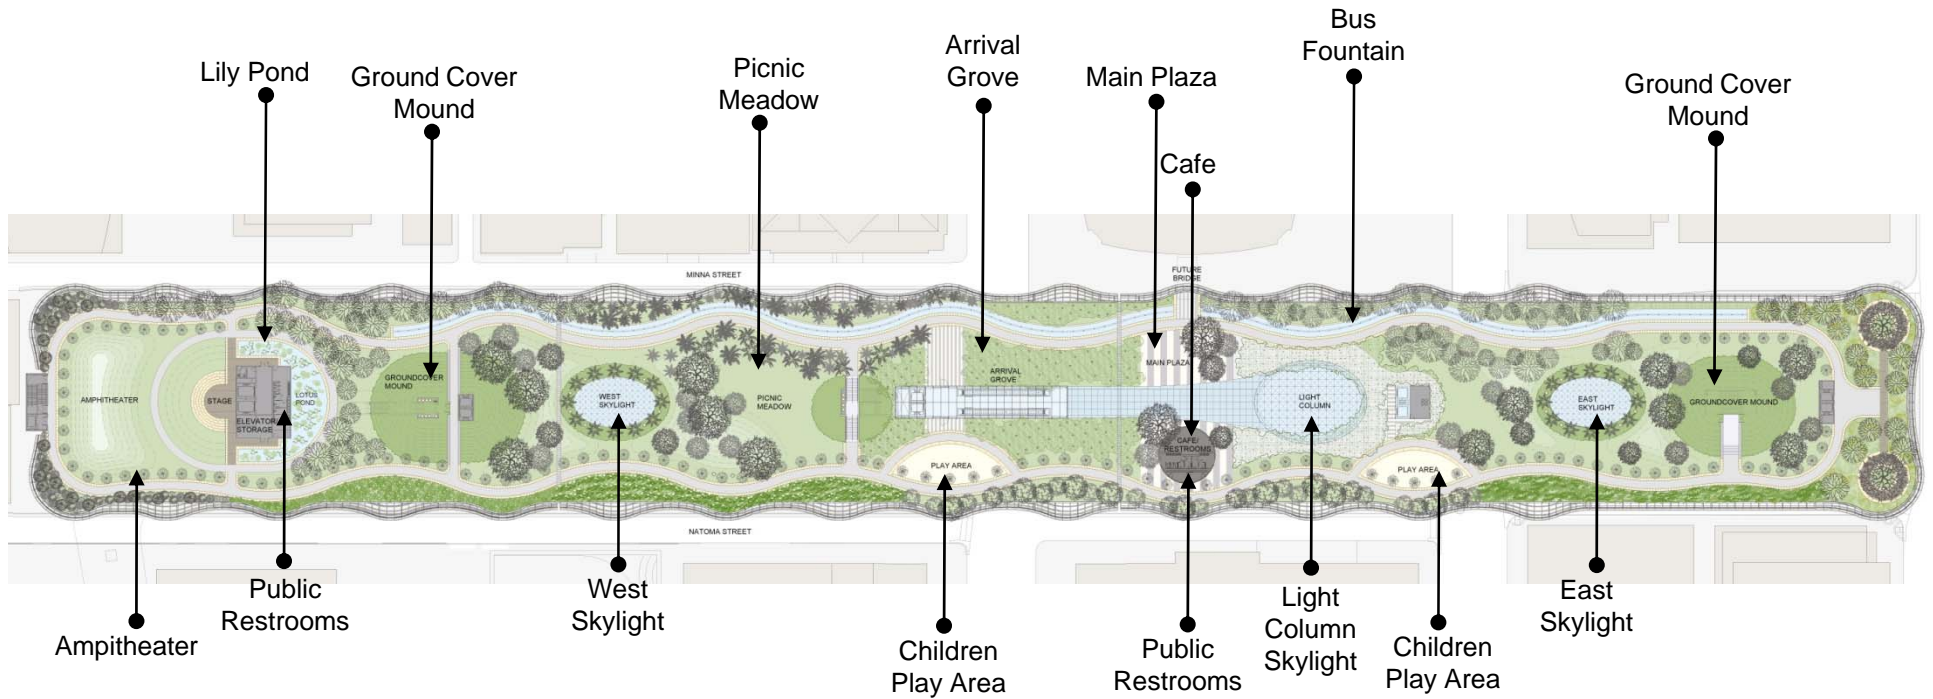 Bus
Fountain
Arrival
Grove
Picnic
Meadow
Lily Pond
Ground Cover
Mound
Main Plaza
Ground Cover
Mound
Cafe
MINNA STREET
FUTURE
BRIDGE
MAIN PLAZA
GROUNDCOVER
MOUND
ARRIVAL
GROVE
AMPHITHEATER
STAGE
LOTUS
POND
WEST
SKYLIGHT
PICNIC
MEADOW
LIGHT
COLUMN
EAST
SKYLIGHT
GROUNDCOVER MOUND
ELEVATOR
STORAGE
CAFE/
RESTROOMS
PLAY AREA
PLAY AREA
NATOMA STREET
Ampitheater
Public
Restrooms
West
Skylight
Children
Play Area
Public
Restrooms
Light
Column
Skylight
Children
Play Area
East
Skylight